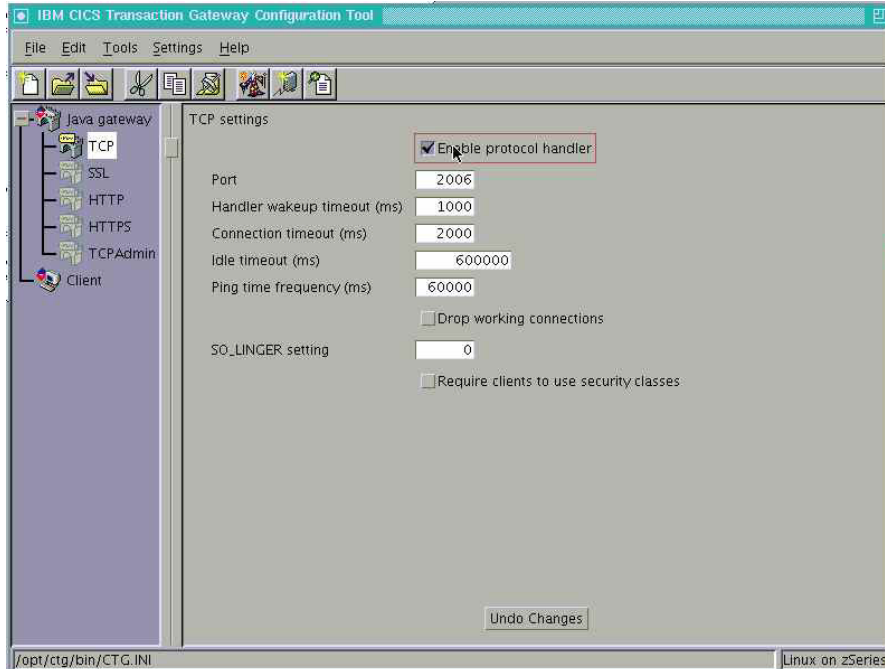 IBM CICS Transaction Gateway Configuration Tool
File Edit Tools Settings Help
Java gateway
TCP
SSL
HTTP
HTTPS
TCPAdmin
Client
TCP settings
Enable protocol handler
Port 2006
Handler wakeup timeout (ms) 1000
Connection timeout (ms) 2000
Idle timeout (ms) 600000
Ping time frequency (ms) 60000
Drop working connections
SO_LINGER setting 0
Require clients to use security classes
Undo Changes
/opt/ctg/bin/CTG.INI Linux on zSeries